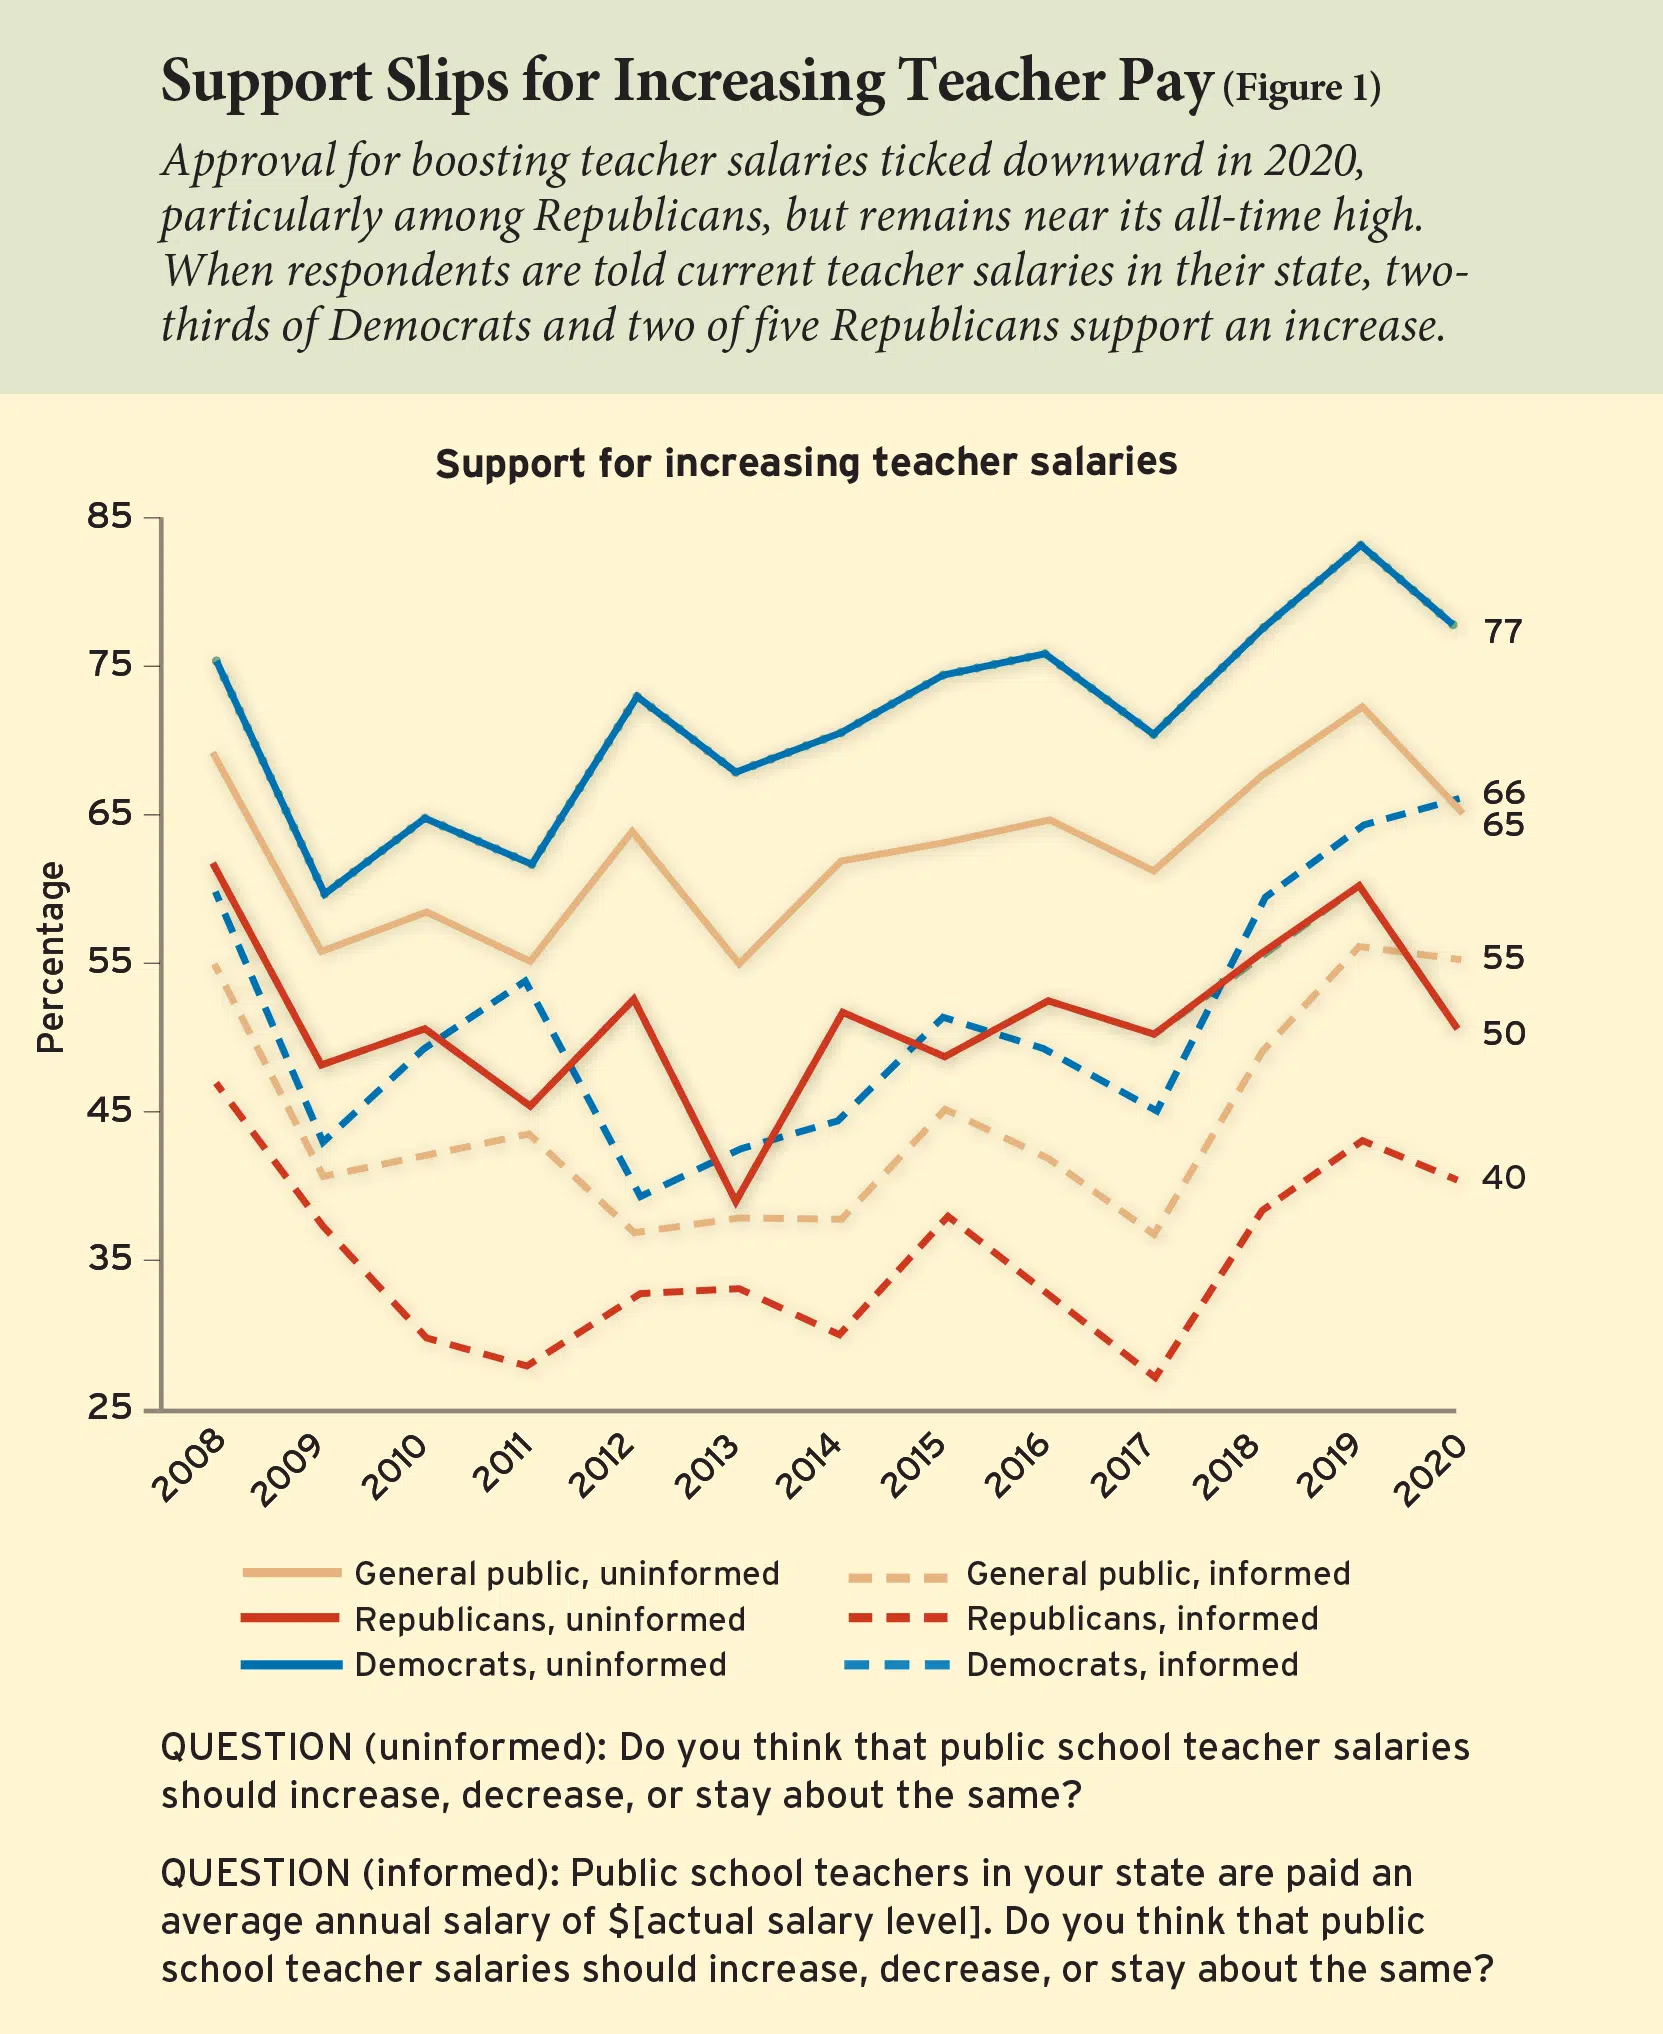 Support Slips for Increasing Teacher Pay (Figure 1)
Approval for boosting teacher salaries ticked downward in 2020,
particularly among Republicans, but remains near its all-time high.
When respondents are told current teacher salaries in their state, two-
thirds of Democrats and two of five Republicans support an increase.
Support for increasing teacher salaries
85
75
65
55
45
35
25
Percentage
77
66
65
55
50
40
2008
2009
2010
2011
2012
2013
2014
2015
2016
2017
2018
2019
2020
General public, uninformed
General public, informed
Republicans, uninformed
Republicans, informed
Democrats, uninformed
Democrats, informed
QUESTION (uninformed): Do you think that public school teacher salaries
should increase, decrease, or stay about the same?
QUESTION (informed): Public school teachers in your state are paid an
average annual salary of $[actual salary level]. Do you think that public
school teacher salaries should increase, decrease, or stay about the same?